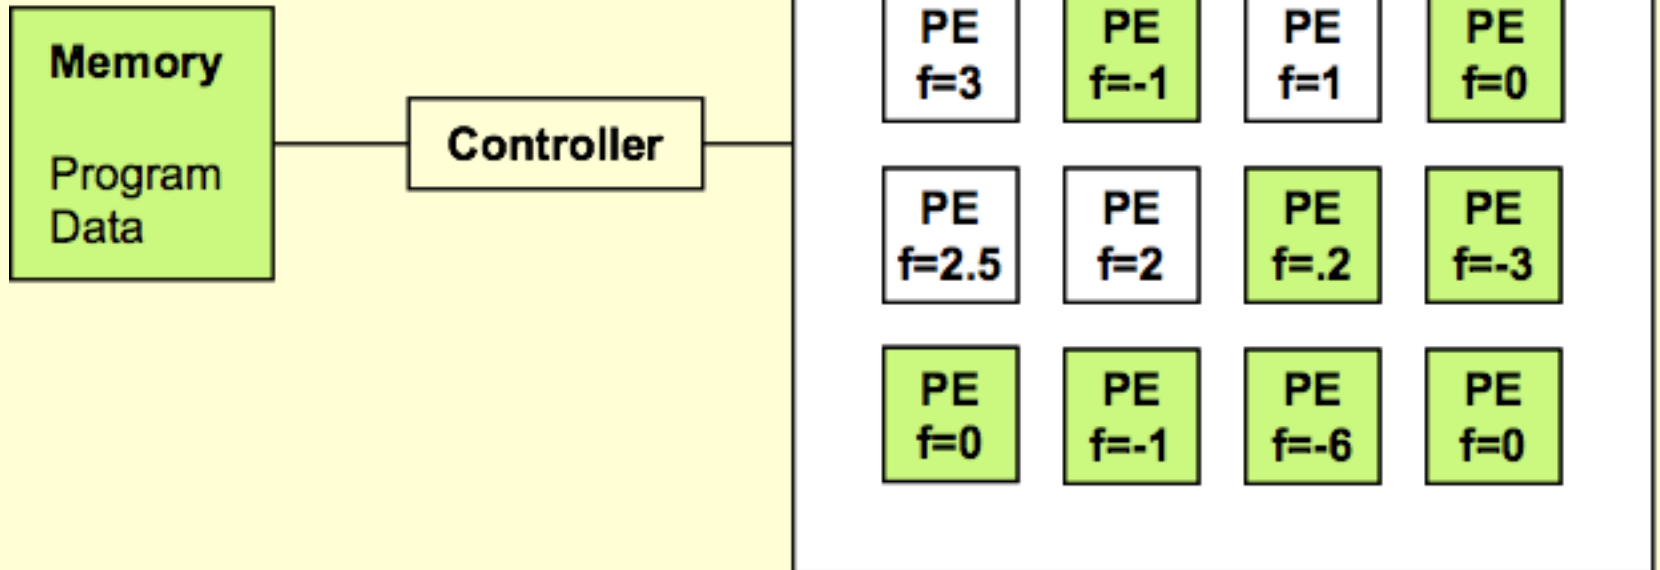 Memory
Program
Data
Controller
PE PE PE PE
f=3 f=-1 f=1 f=0
PE PE PE PE
f=2.5 f=2 f=.2 f=-3
PE PE PE PE
f=0 f=-1 f=-6 f=0